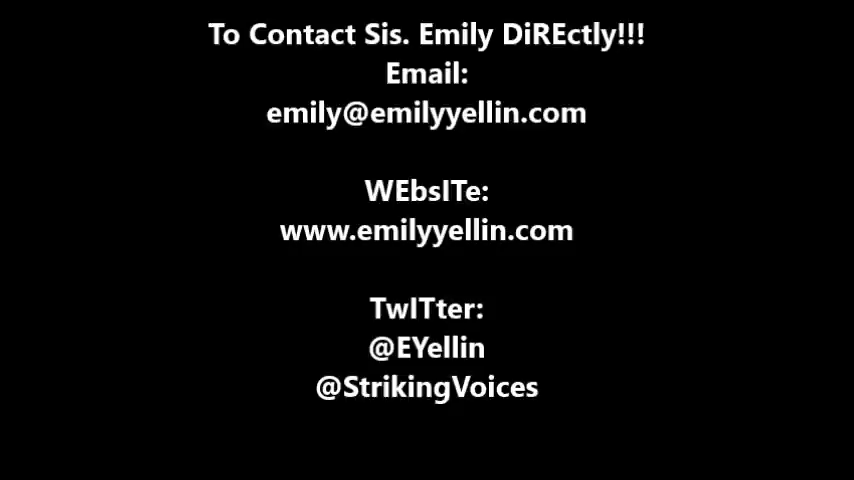 To Contact Sis. Emily DiREctly!!!
Email:
emily@emilyyellin.com
WEbsITe:
www.emilyyellin.com
TwITter:
@EYellin
@StrikingVoices